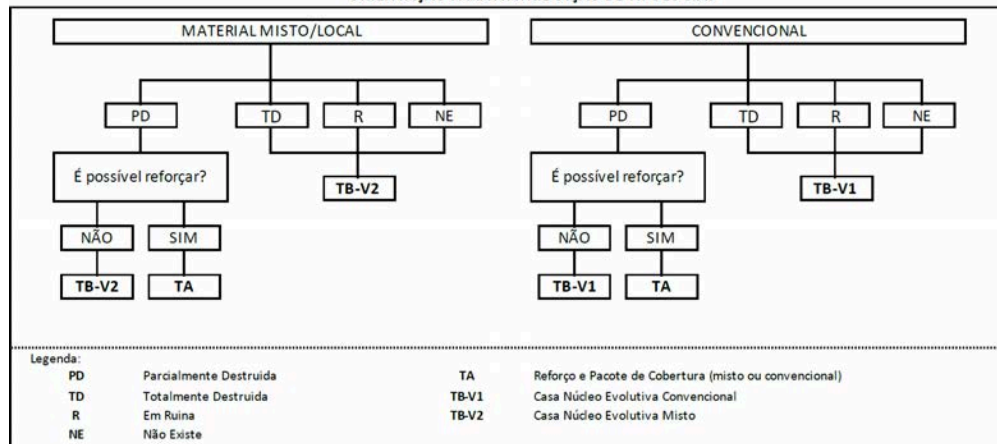 MATERIAL MISTO/LOCAL
PD
TD
R
NE
É possível reforçar?
TB-V2
NÃO
SIM
TB-V2
TA
CONVENCIONAL
PD
TD
R
NE
É possível reforçar?
TB-V1
NÃO
SIM
TB-V1
TA
Legenda:
PD Parcialmente Destruida
TD Totalmente Destruida
R Em Ruina
NE Não Existe
TA Reforço e Pacote de Cobertura (misto ou convencional)
TB-V1 Casa Núcleo Evolutiva Convencional
TB-V2 Casa Núcleo Evolutiva Misto